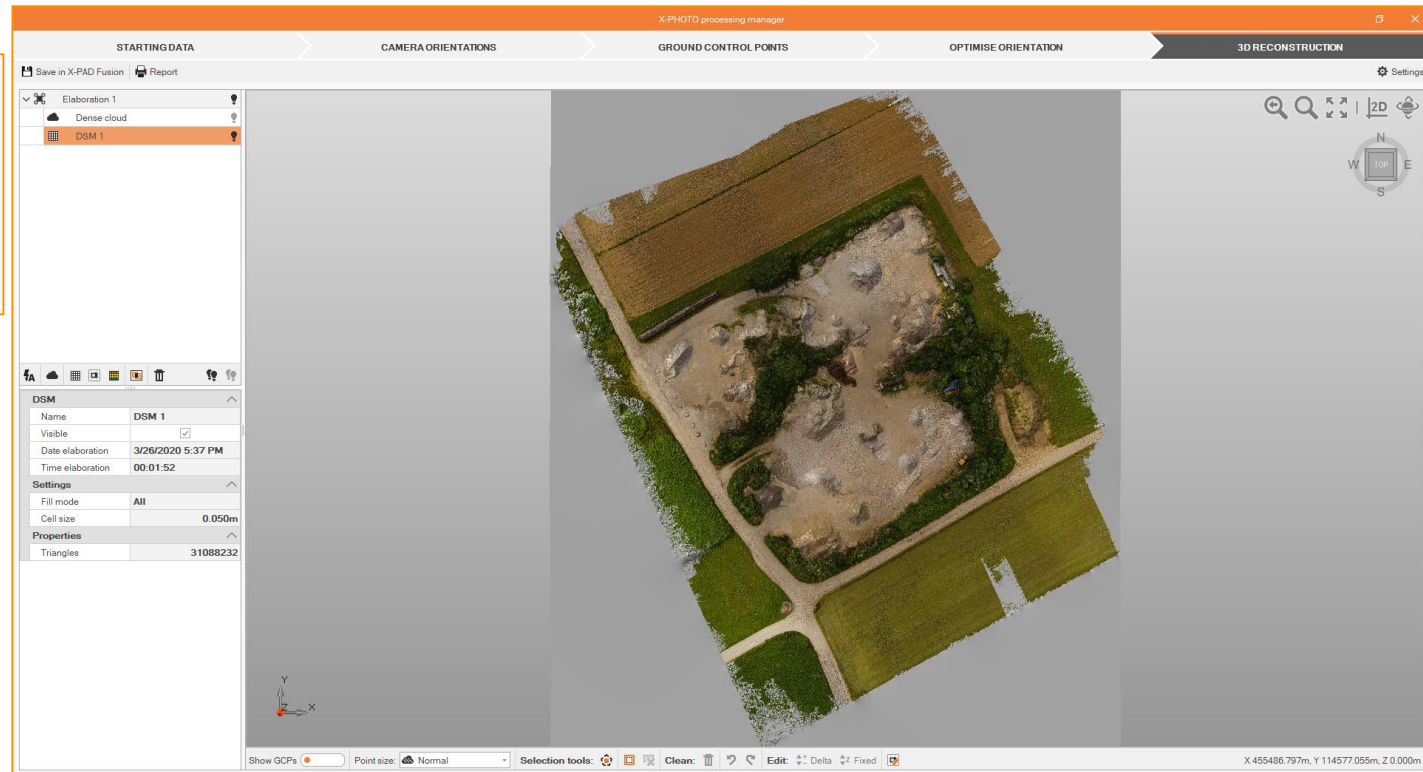 X-PHOTO processing manager
STARTING DATA
CAMERA ORIENTATIONS
GROUND CONTROL POINTS
OPTIMISE ORIENTATION
3D RECONSTRUCTION
Save in X-PAD Fusion
Report
Settings
Elaboration 1
Dense cloud
DSM 1
2D
N
W TOP E
S
DSM
Name DSM 1
Visible
Date elaboration 3/26/2020 5:37 PM
Time elaboration 00:01:52
Settings
Fill mode All
Cell size 0.050m
Properties
Triangles 31088232
Y
Z X
Show GCPs Point size: Normal Selection tools: Clean: Edit: Delta Fixed X 455486.797m, Y 114577.055m, Z 0.000m